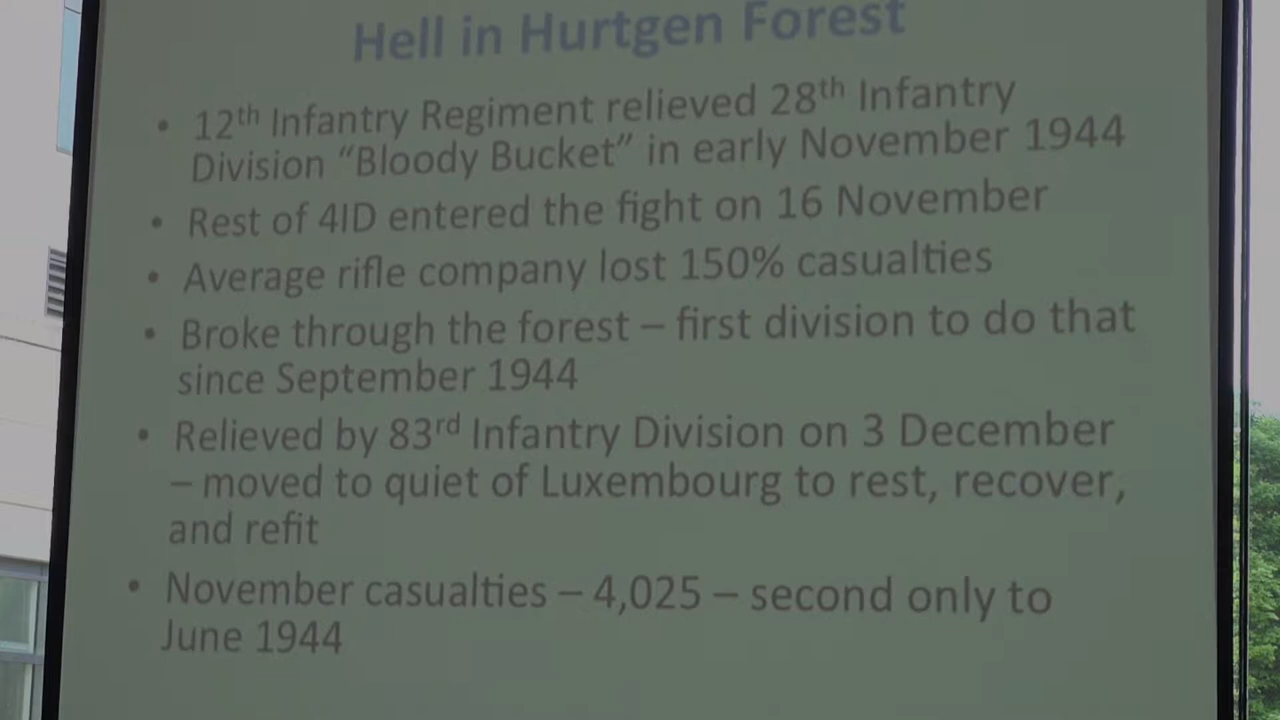 Hell in Hurtgen Forest
• 12th Infantry Regiment relieved 28th Infantry
Division “Bloody Bucket” in early November 1944
• Rest of 4ID entered the fight on 16 November
• Average rifle company lost 150% casualties
• Broke through the forest – first division to do that
since September 1944
• Relieved by 83rd Infantry Division on 3 December
– moved to quiet of Luxembourg to rest, recover,
and refit
• November casualties – 4,025 – second only to
June 1944